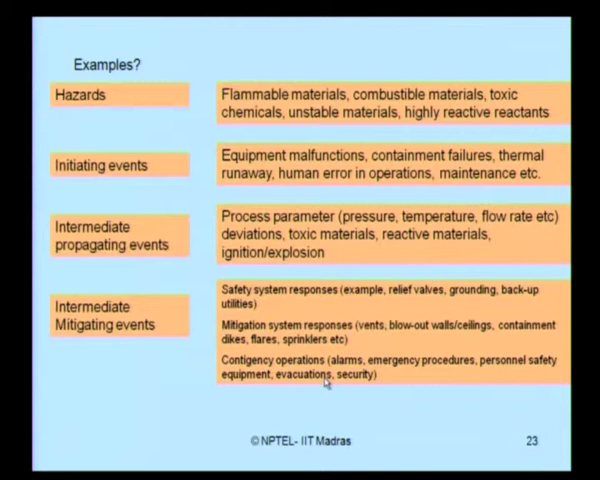 Examples?
Hazards
Flammable materials, combustible materials, toxic
chemicals, unstable materials, highly reactive reactants
Initiating events
Equipment malfunctions, containment failures, thermal
runaway, human error in operations, maintenance etc.
Intermediate
propagating events
Process parameter (pressure, temperature, flow rate etc)
deviations, toxic materials, reactive materials,
ignition/explosion
Intermediate
Mitigating events
Safety system responses (example, relief valves, grounding, back-up
utilities)
Mitigation system responses (vents, blow-out walls/ceilings, containment
dikes, flares, sprinklers etc)
Contigency operations (alarms, emergency procedures, personnel safety
equipment, evacuations, security)
© NPTEL- IIT Madras
23